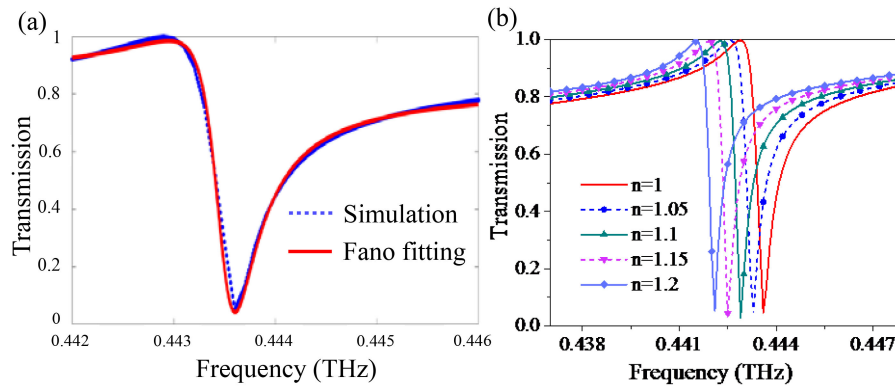 (a)
Transmission
1
0.8
0.6
0.4
0.2
0
0.442
0.443
0.444
0.445
0.446
Frequency (THz)
Simulation
Fano fitting
(b)
Transmission
1.0
0.8
0.6
0.4
0.2
0.0
0.438
0.441
0.444
0.447
Frequency (THz)
n=1
n=1.05
n=1.1
n=1.15
n=1.2